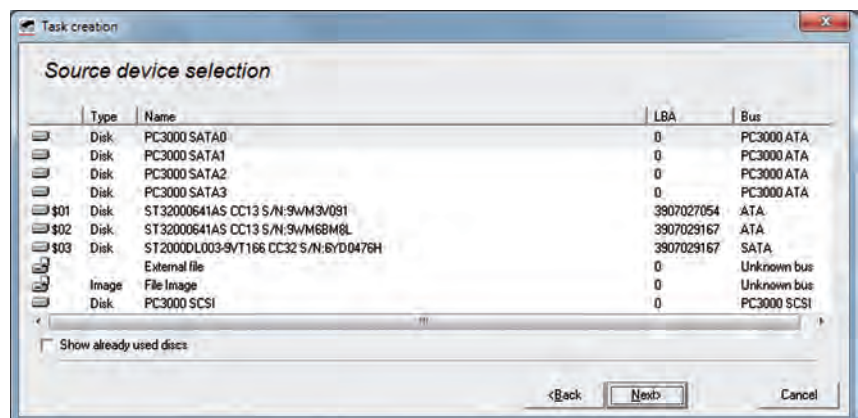 Task creation
Source device selection
Type Name LBA Bus
Disk PC3000 SATA0 0 PC3000 ATA
Disk PC3000 SATA1 0 PC3000 ATA
Disk PC3000 SATA2 0 PC3000 ATA
Disk PC3000 SATA3 0 PC3000 ATA
$01 Disk ST32000641AS CC13 S/N:9WM3V091 3907027054 ATA
$02 Disk ST32000641AS CC13 S/N:9WM6BM8L 3907029167 ATA
$03 Disk ST2000DL003-9VT166 CC32 S/N:6YD0476H 3907029167 SATA
External file 0 Unknown bus
Image File Image 0 Unknown bus
Disk PC3000 SCSI 0 PC3000 SCSI
Show already used discs
<Back Next> Cancel